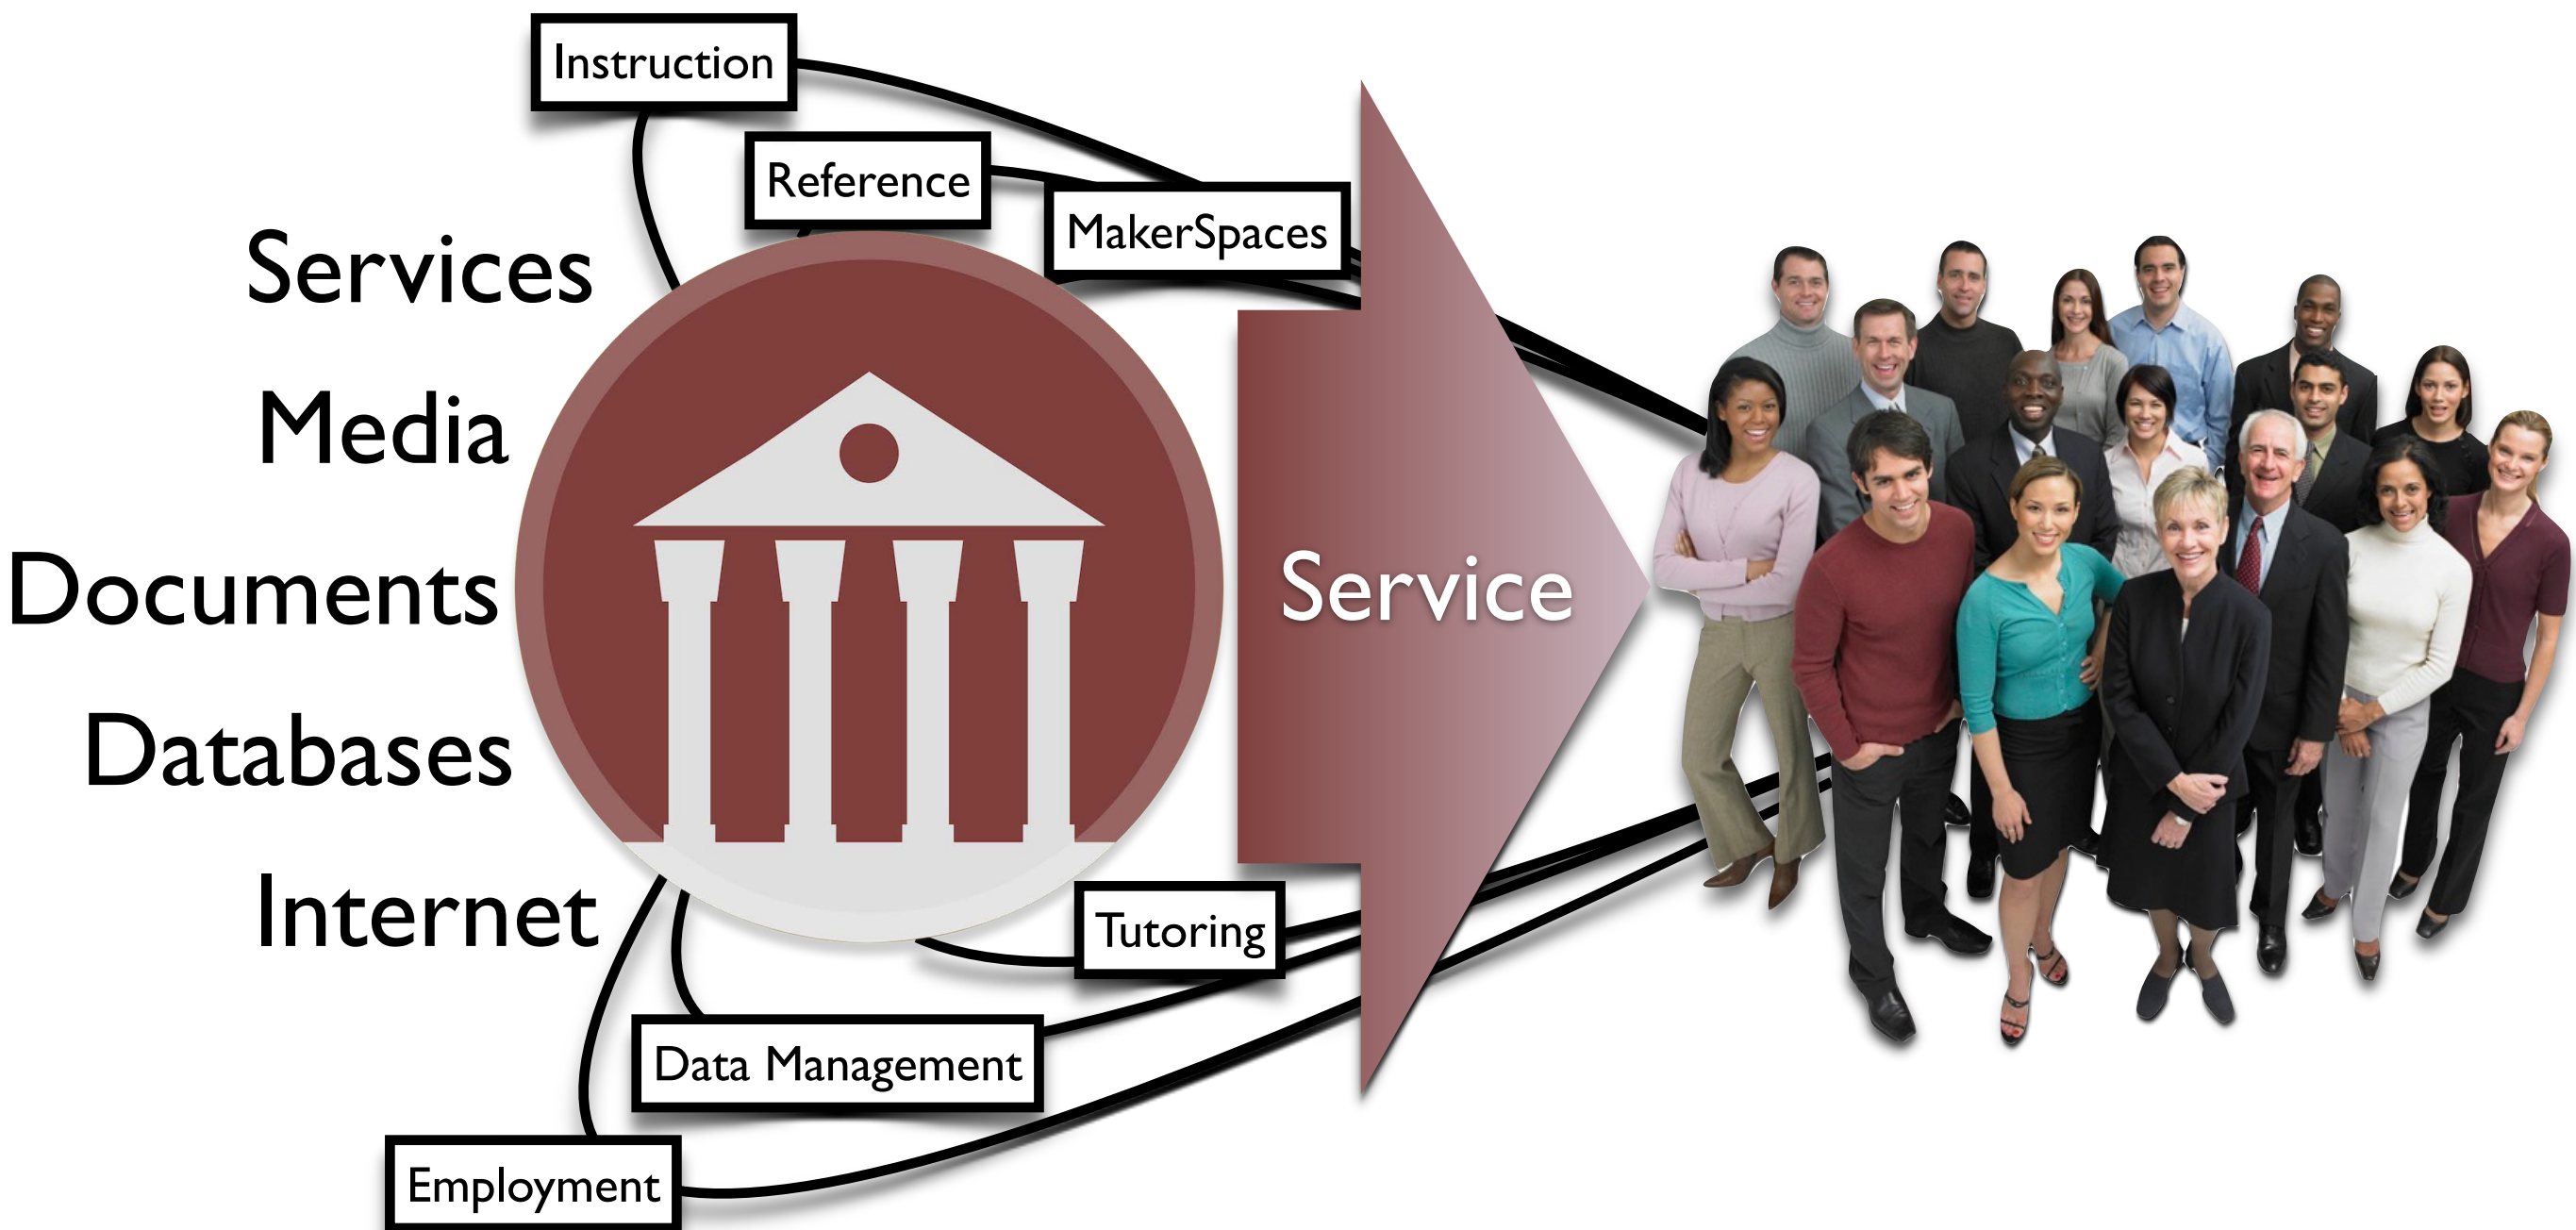 Instruction
Reference
MakerSpaces
Services
Media
Documents
Databases
Internet
Service
Tutoring
Data Management
Employment